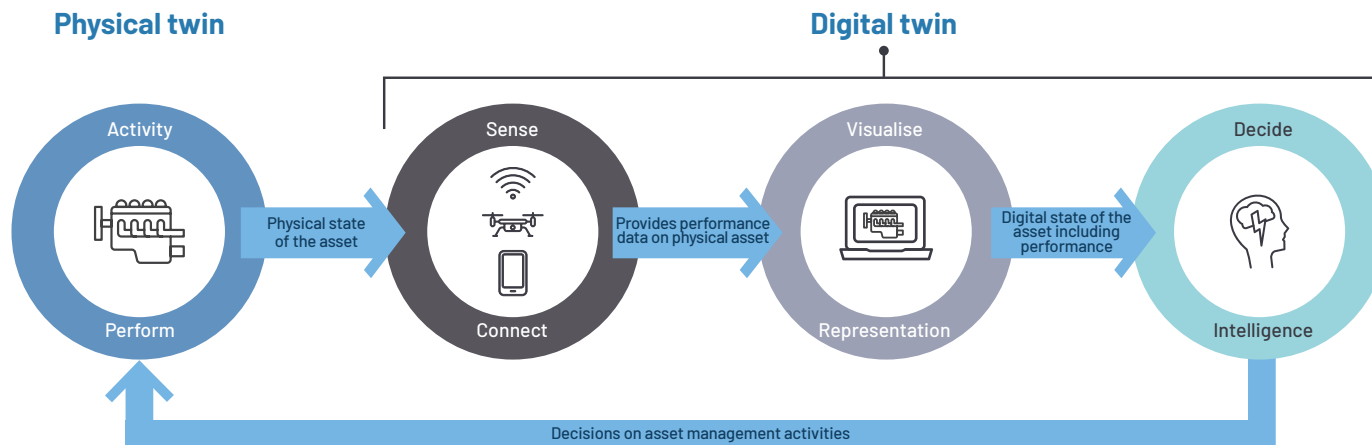 Physical twin
Digital twin
Activity
Perform
Physical state
of the asset
Sense
Connect
Provides performance
data on physical asset
Visualise
Representation
Digital state of the
asset including
performance
Decide
Intelligence
Decisions on asset management activities